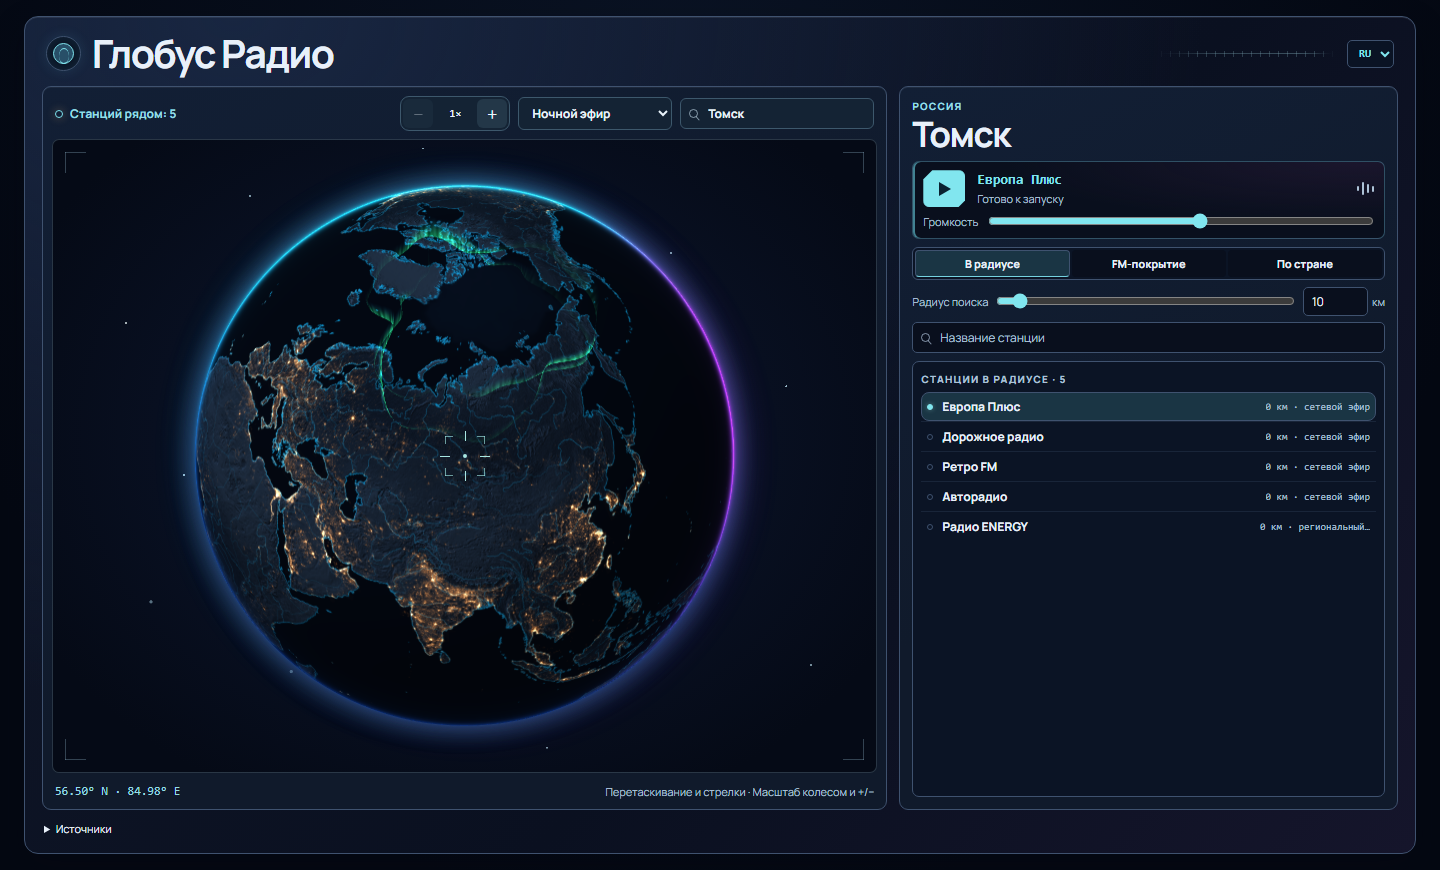 Глобус Радио
RU
Станций рядом: 5
− 1× +
Ночной эфир
Томск
56.50° N · 84.98° E
Перетаскивание и стрелки · Масштаб колесом и +/−
РОССИЯ
Томск
Европа Плюс
Готово к запуску
Громкость
В радиусе
FM-покрытие
По стране
Радиус поиска
10
км
Название станции
СТАНЦИИ В РАДИУСЕ · 5
Европа Плюс 0 км · сетевой эфир
Дорожное радио 0 км · сетевой эфир
Ретро FM 0 км · сетевой эфир
Авторадио 0 км · сетевой эфир
Радио ENERGY 0 км · региональный…
Источники